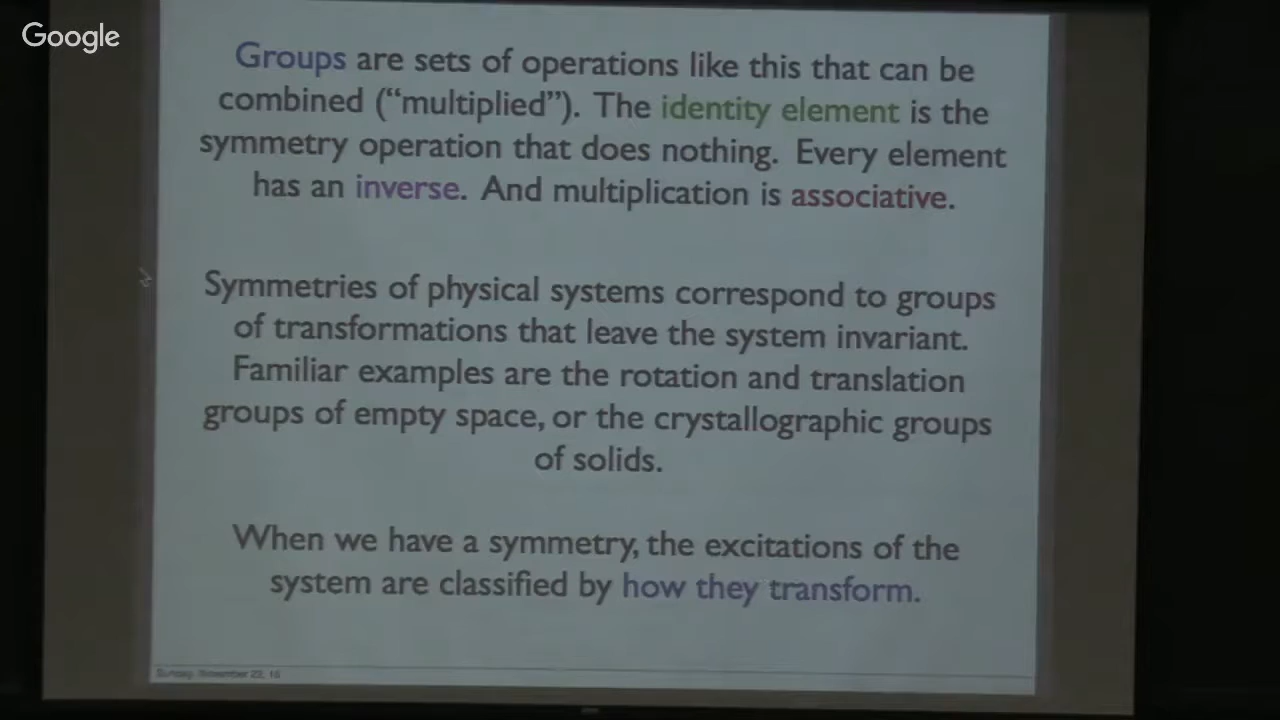 Google
Groups are sets of operations like this that can be
combined (“multiplied”). The identity element is the
symmetry operation that does nothing. Every element
has an inverse. And multiplication is associative.
Symmetries of physical systems correspond to groups
of transformations that leave the system invariant.
Familiar examples are the rotation and translation
groups of empty space, or the crystallographic groups
of solids.
When we have a symmetry, the excitations of the
system are classified by how they transform.
Sunday, November 22, 15